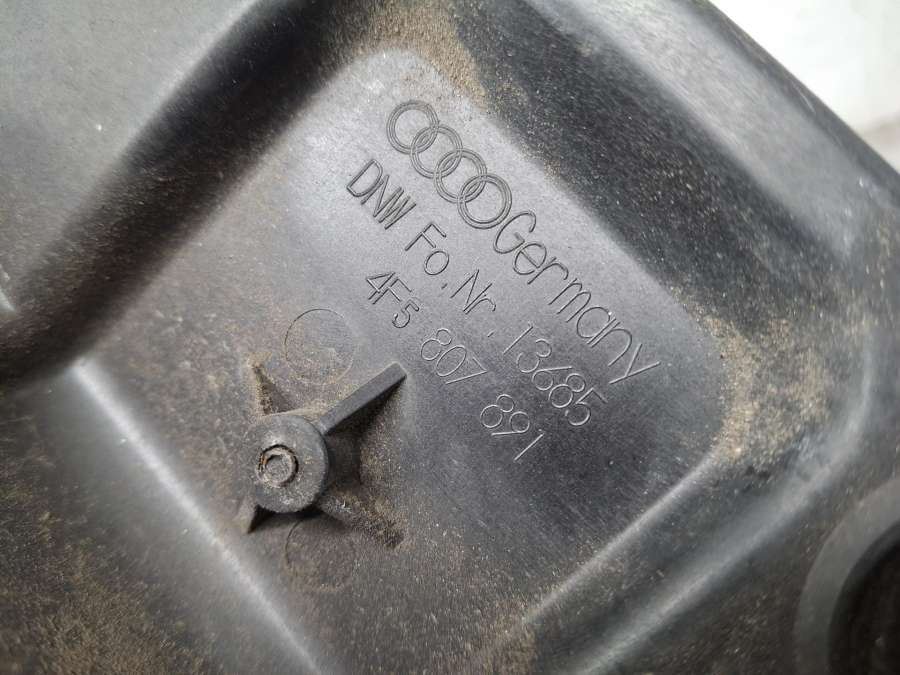 Germany
DNW Fo.Nr. 13685
4F5 807 891